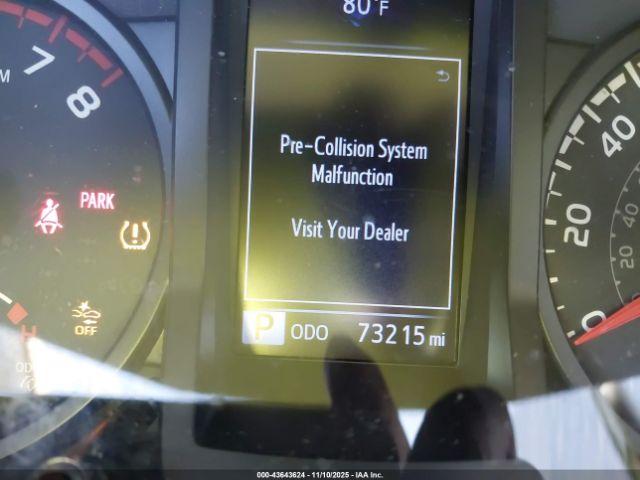 80°F
7
8
M
Pre-Collision System
Malfunction
Visit Your Dealer
PARK
OFF
H
P ODO 73215 mi
40
20
0
20
000-43643624 - 11/10/2025 - IAA Inc.